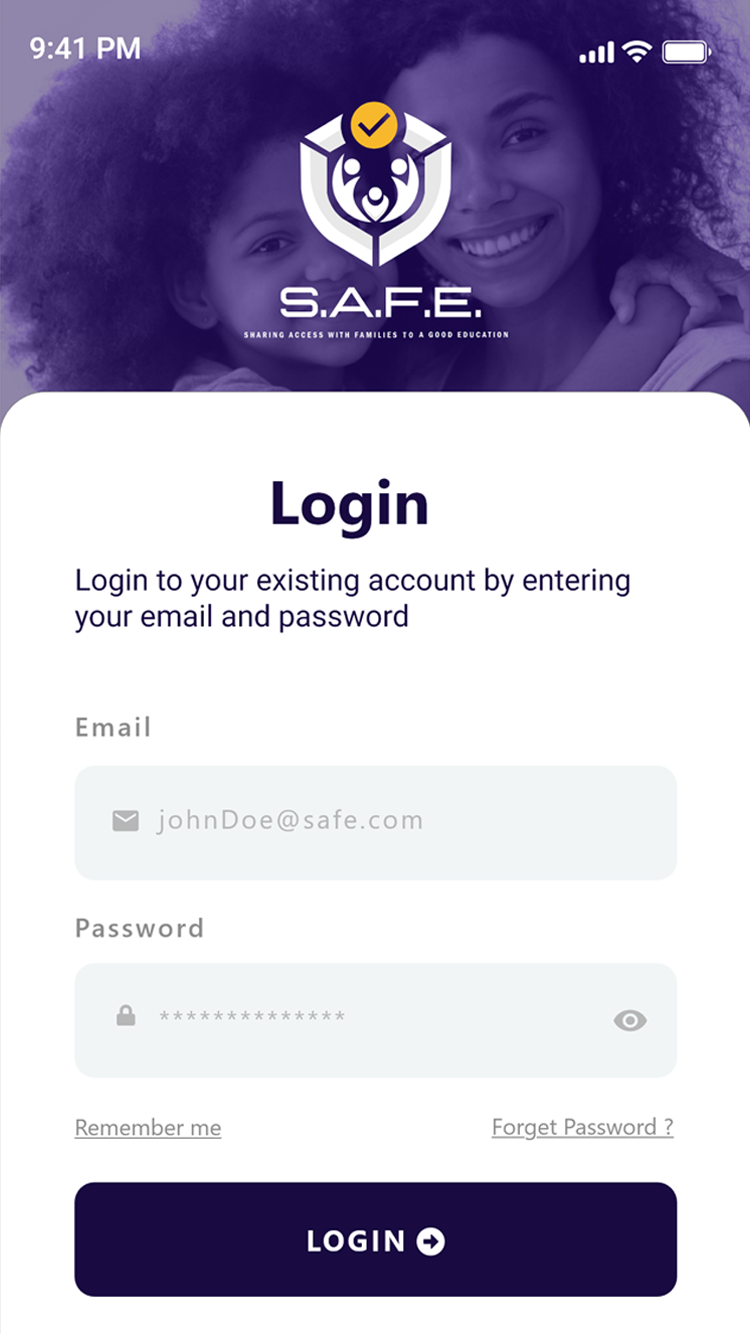 9:41 PM
S.A.F.E.
SHARING ACCESS WITH FAMILIES TO A GOOD EDUCATION
Login
Login to your existing account by entering
your email and password
Email
johnDoe@safe.com
Password
**************
Remember me
Forget Password ?
LOGIN